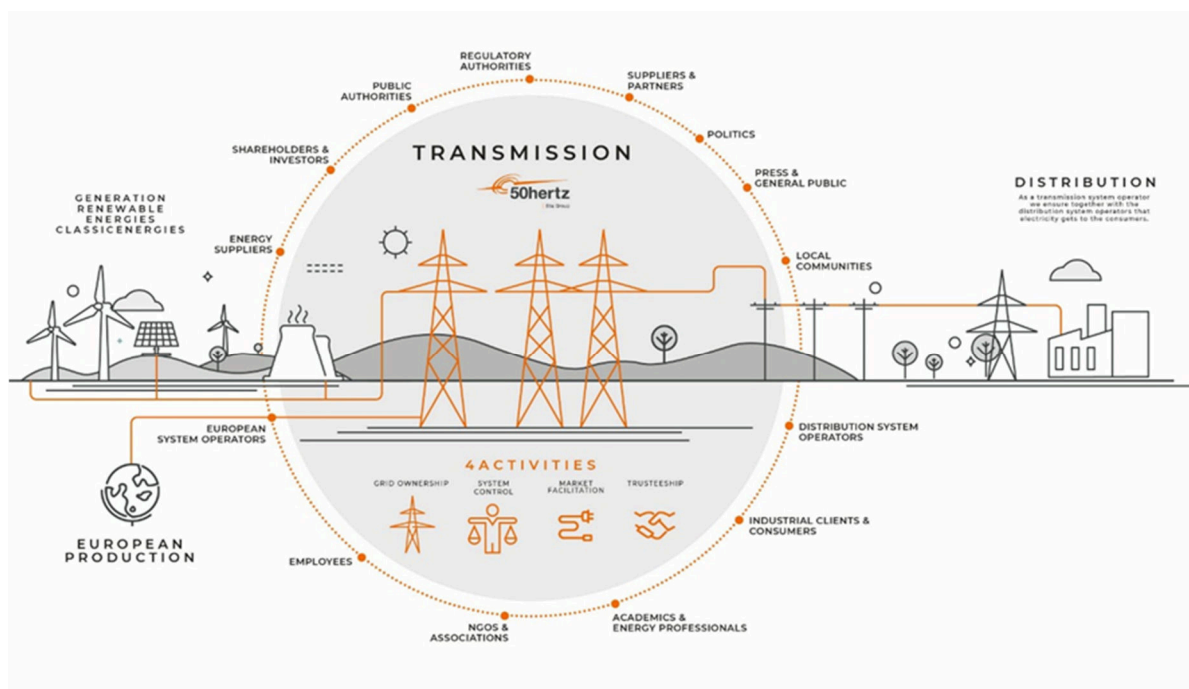 REGULATORY
AUTHORITIES
SUPPLIERS &
PARTNERS
PUBLIC
AUTHORITIES
POLITICS
SHAREHOLDERS &
INVESTORS
TRANSMISSION
50hertz
PRESS &
GENERAL PUBLIC
DISTRIBUTION
As a transmission system operator
we ensure together with the
distribution system operators that
electricity gets to the consumers.
GENERATION
RENEWABLE
ENERGIES
CLASSICENERGIES
ENERGY
SUPPLIERS
LOCAL
COMMUNITIES
EUROPEAN
SYSTEM OPERATORS
DISTRIBUTION SYSTEM
OPERATORS
4ACTIVITIES
GRID OWNERSHIP
SYSTEM
CONTROL
MARKET
FACILITATION
TRUSTEESHIP
EUROPEAN
PRODUCTION
INDUSTRIAL CLIENTS &
CONSUMERS
EMPLOYEES
NGOS &
ASSOCIATIONS
ACADEMICS &
ENERGY PROFESSIONALS